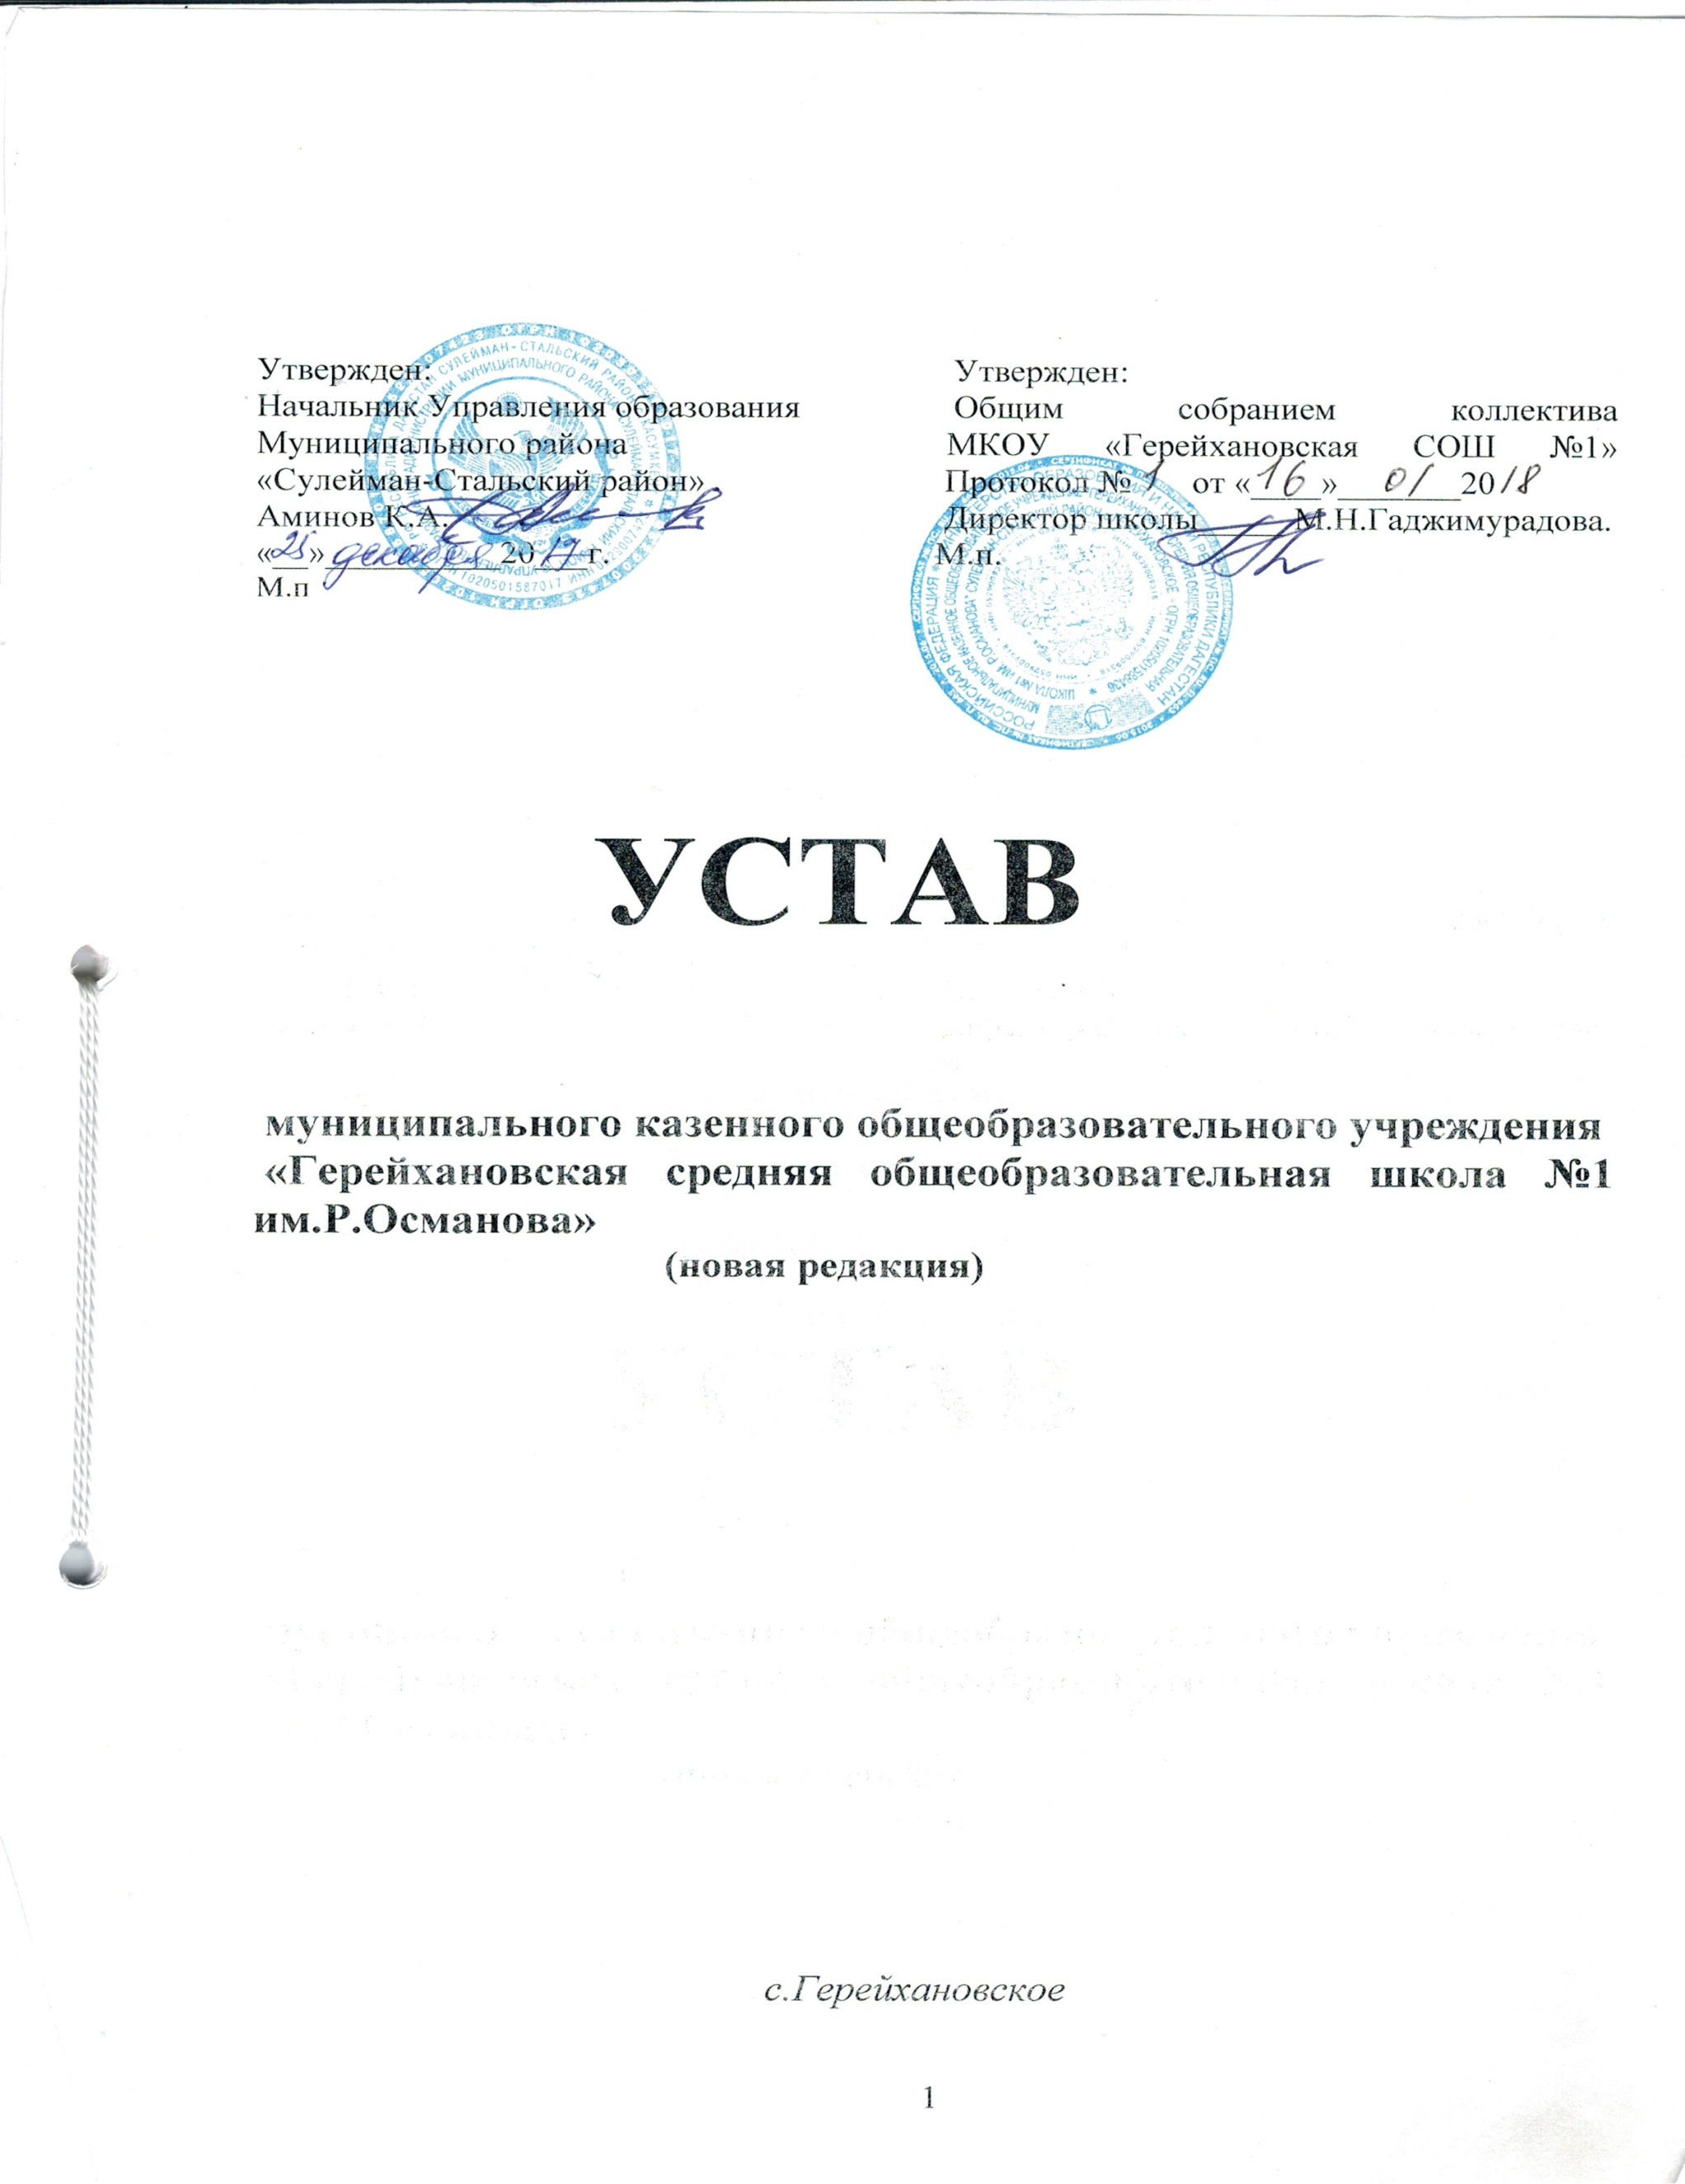 Утвержден:
Начальник Управления образования
Муниципального района
«Сулейман-Стальский район»
Аминов К.А.
«25» декабря 2017 г.
М.п
Утвержден:
Общим собранием коллектива
МКОУ «Герейхановская СОШ №1»
Протокол № 1 от «16» 01 2018
Директор школы М.Н.Гаджимурадова.
М.п.
УСТАВ
муниципального казенного общеобразовательного учреждения
«Герейхановская средняя общеобразовательная школа №1
им.Р.Османова»
(новая редакция)
с.Герейхановское
1